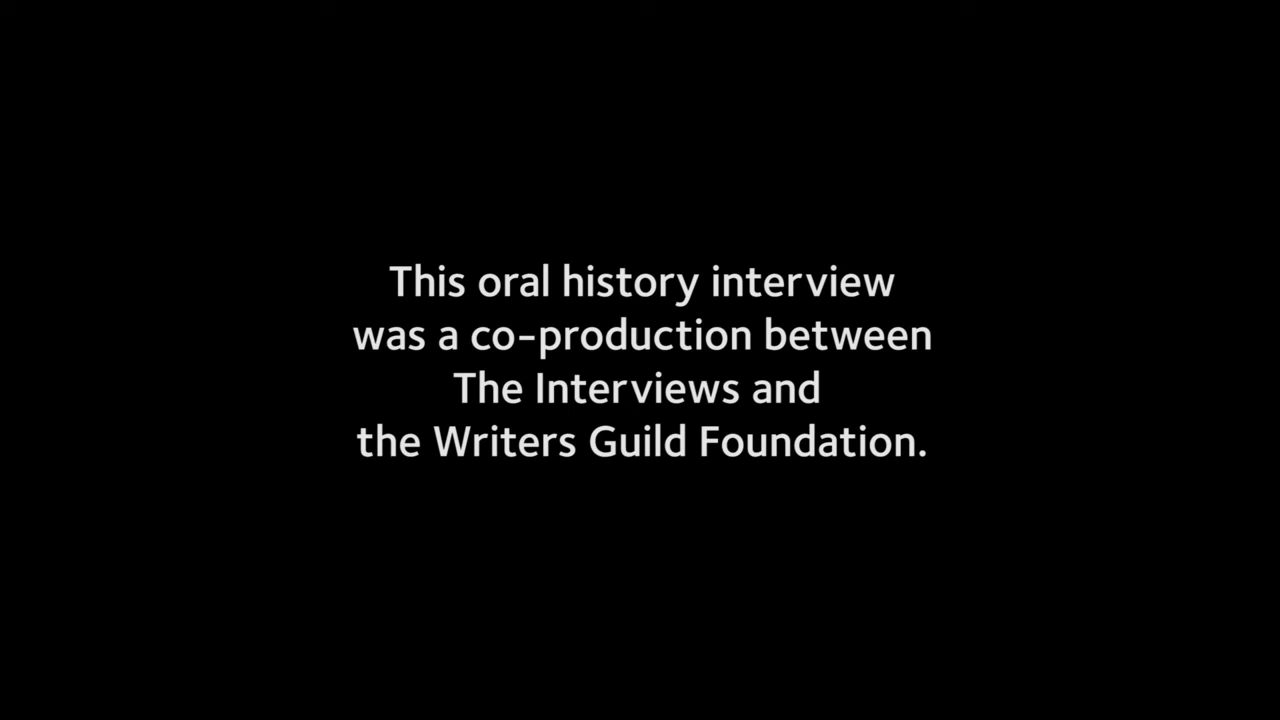 This oral history interview
was a co-production between
The Interviews and
the Writers Guild Foundation.